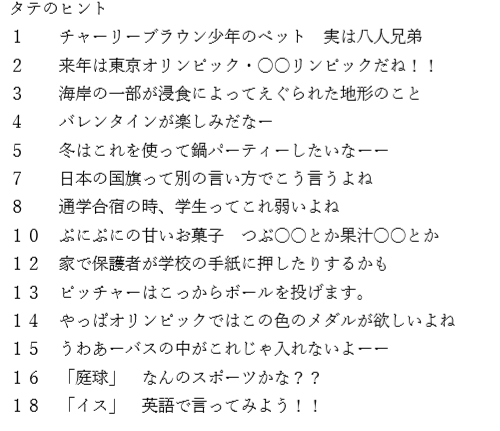 タテのヒント
１　チャーリーブラウン少年のペット　実は八人兄弟
２　来年は東京オリンピック・〇〇リンピックだね！！
３　海岸の一部が浸食によってえぐられた地形のこと
４　バレンタインが楽しみだなー
５　冬はこれを使って鍋パーティーしたいなーー
７　日本の国旗って別の言い方でこう言うよね
８　通学合宿の時、学生ってこれ弱いよね
１０　ぷにぷにの甘いお菓子　つぶ〇〇とか果汁〇〇とか
１２　家で保護者が学校の手紙に押したりするかも
１３　ピッチャーはこっからボールを投げます。
１４　やっぱオリンピックではこの色のメダルが欲しいよね
１５　うわあーバスの中がこれじゃ入れないよーー
１６　「庭球」　なんのスポーツかな？？
１８　「イス」　英語で言ってみよう！！